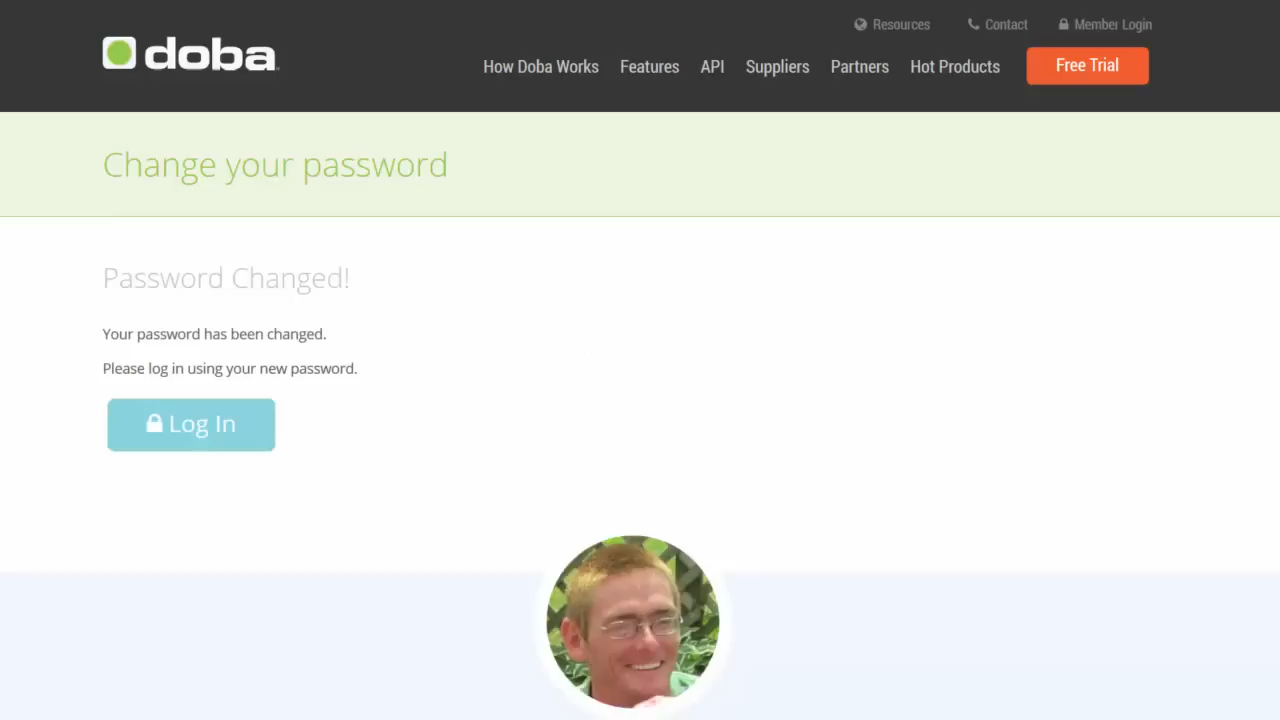 Resources Contact Member Login
doba
How Doba Works Features API Suppliers Partners Hot Products Free Trial
Change your password
Password Changed!
Your password has been changed.
Please log in using your new password.
Log In